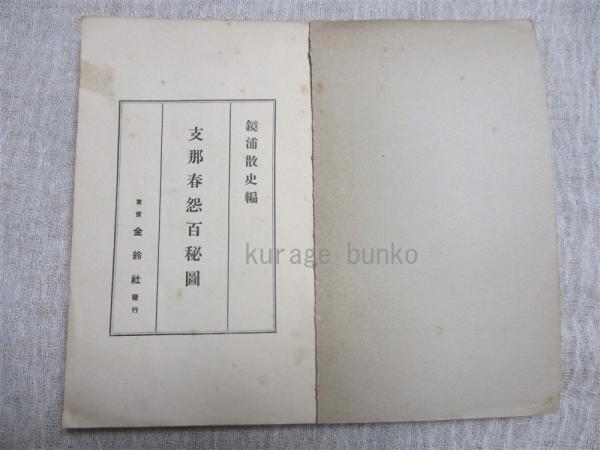 鏡浦散史編
支那春怨百秘圖
東京 金鈴社 發行
kurage bunko